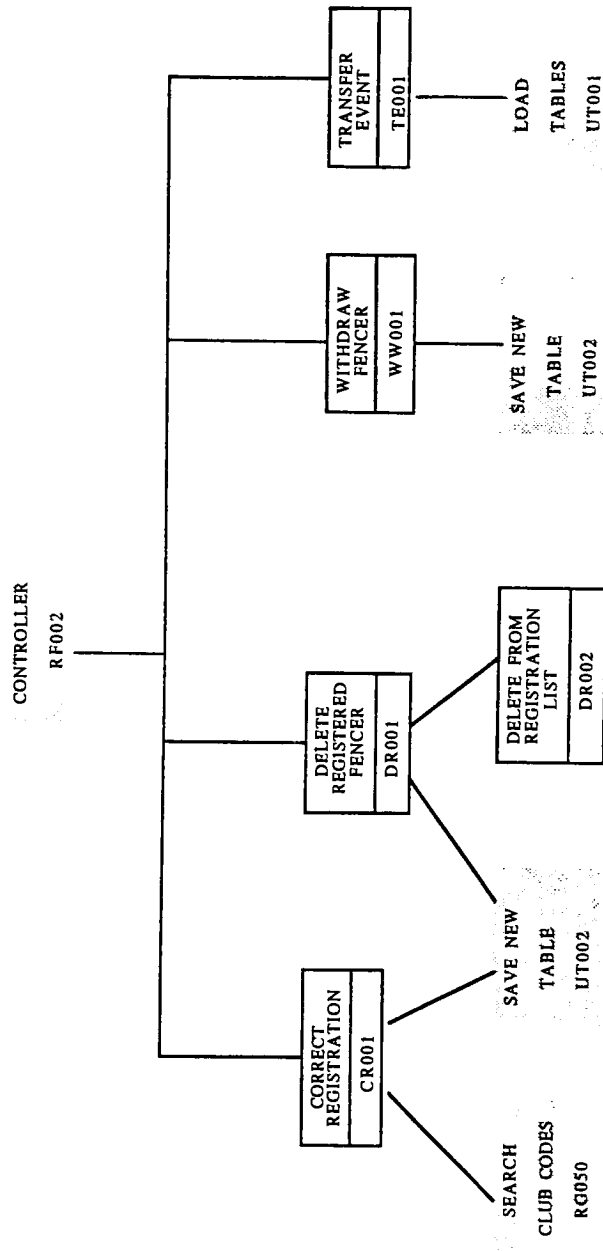 CONTROLLER
RF002
CORRECT
REGISTRATION
CR001
DELETE
REGISTERED
FENCER
DR001
WITHDRAW
FENCER
WW001
TRANSFER
EVENT
TE001
SEARCH
CLUB CODES
RG050
SAVE NEW
TABLE
UT002
DELETE FROM
REGISTRATION
LIST
DR002
SAVE NEW
TABLE
UT002
LOAD
TABLES
UT001